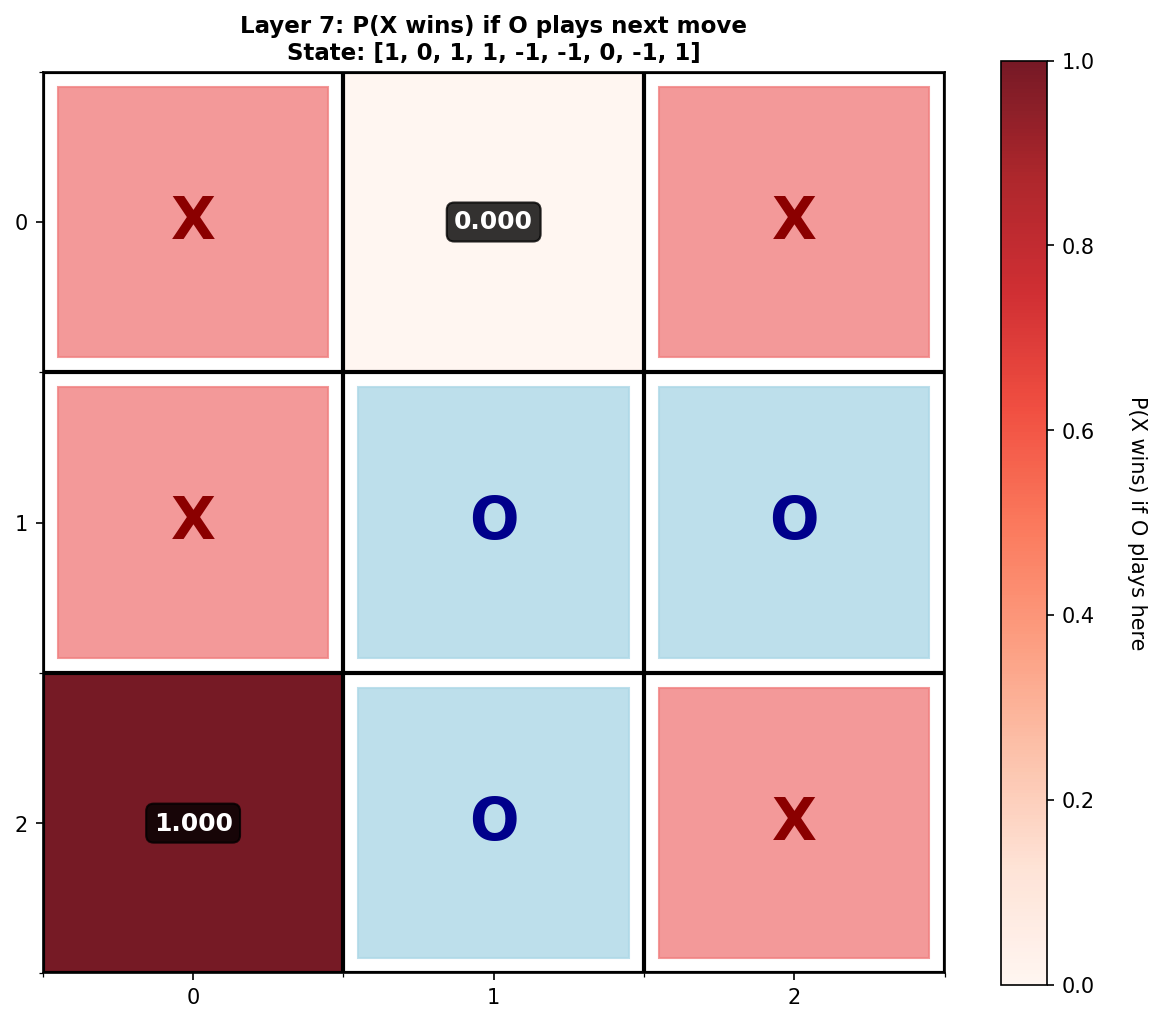 Layer 7: P(X wins) if O plays next move
State: [1, 0, 1, 1, -1, -1, 0, -1, 1]
0
X
0.000
X
1
X
O
O
2
1.000
O
X
0
1
2
1.0
0.8
0.6
0.4
0.2
0.0
P(X wins) if O plays here